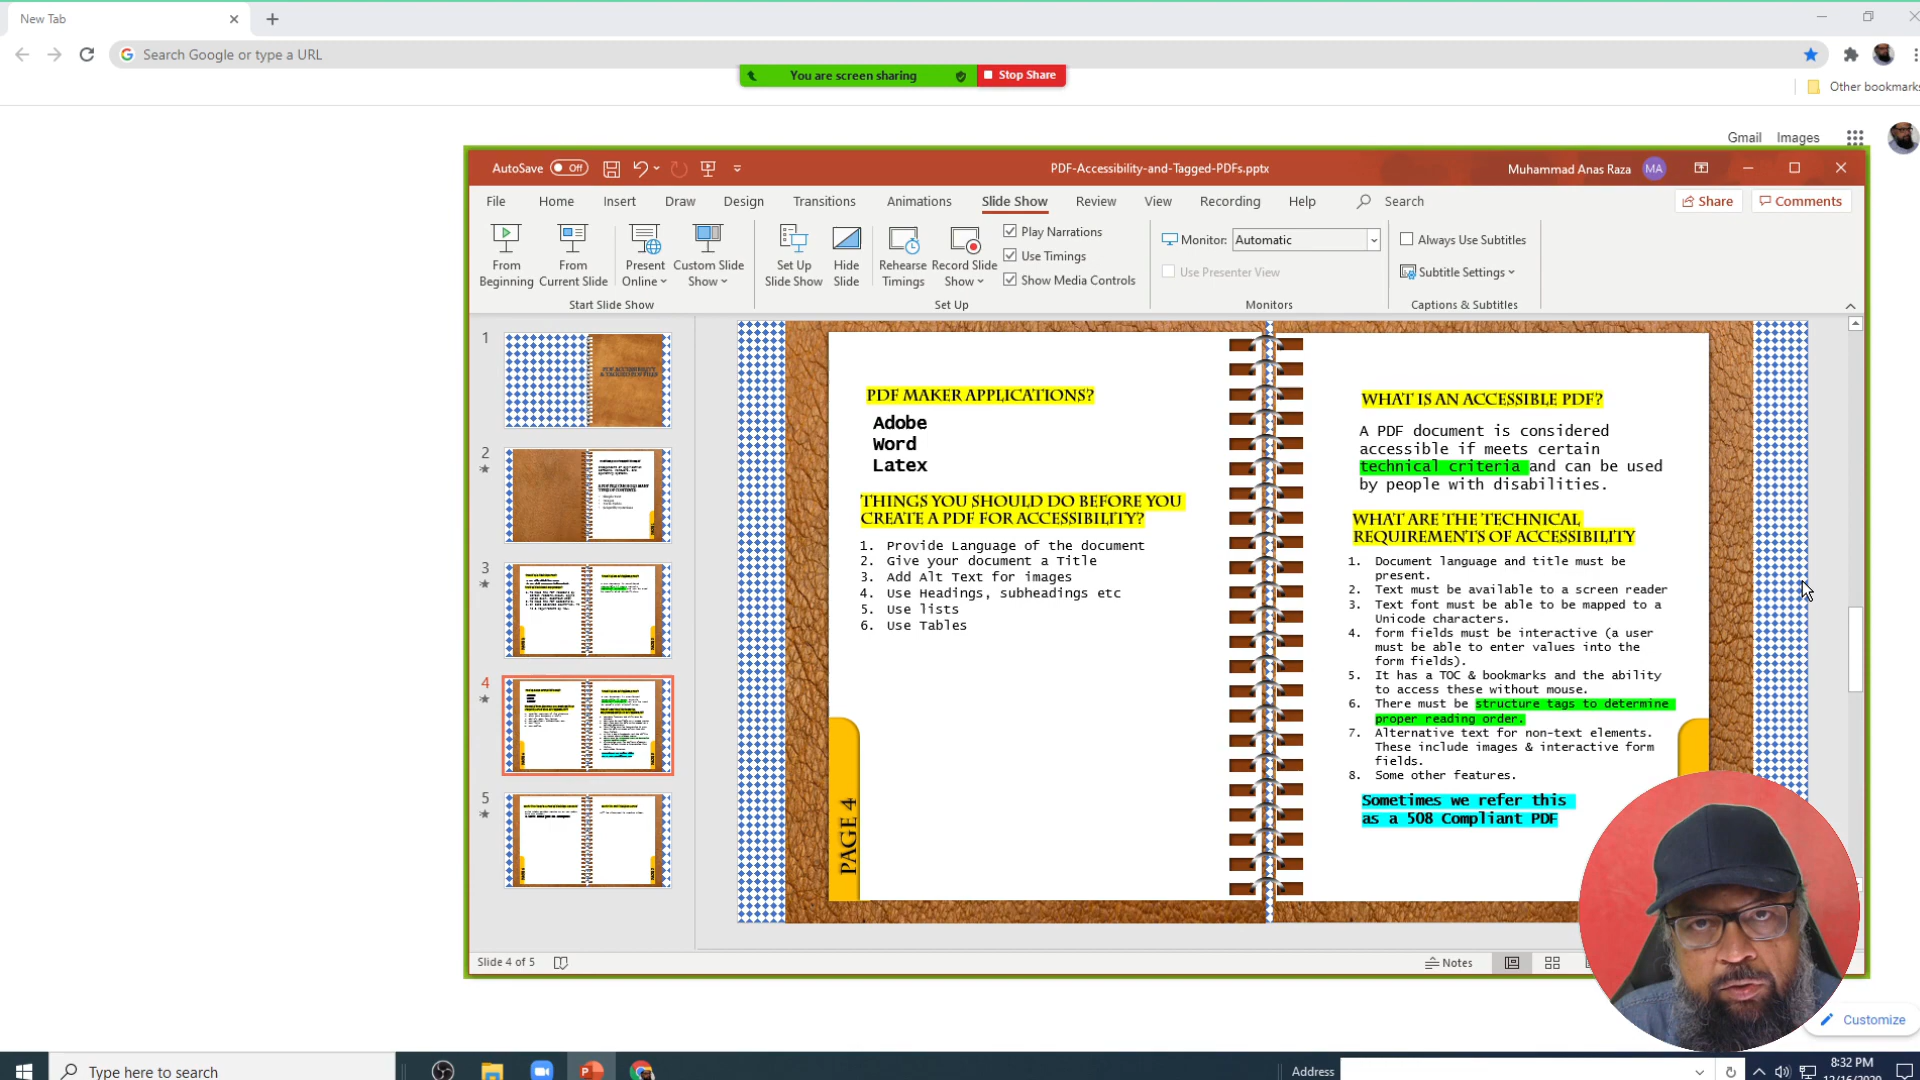 New Tab
Search Google or type a URL
You are screen sharing
Stop Share
Other bookmarks
Gmail Images
AutoSave Off
PDF-Accessibility-and-Tagged-PDFs.pptx
Muhammad Anas Raza MA
File Home Insert Draw Design Transitions Animations Slide Show Review View Recording Help Search
Share Comments
From Beginning
From Current Slide
Present Online
Custom Slide Show
Start Slide Show
Set Up Slide Show
Hide Slide
Rehearse Timings
Record Slide Show
Play Narrations
Use Timings
Show Media Controls
Set Up
Monitor: Automatic
Use Presenter View
Monitors
Always Use Subtitles
Subtitle Settings
Captions & Subtitles
1
2
3
4
5
PDF MAKER APPLICATIONS?
Adobe
Word
Latex
THINGS YOU SHOULD DO BEFORE YOU
CREATE A PDF FOR ACCESSIBILITY?
1. Provide Language of the document
2. Give your document a Title
3. Add Alt Text for images
4. Use Headings, subheadings etc
5. Use lists
6. Use Tables
PAGE 4
WHAT IS AN ACCESSIBLE PDF?
A PDF document is considered
accessible if meets certain
technical criteria and can be used
by people with disabilities.
WHAT ARE THE TECHNICAL
REQUIREMENTS OF ACCESSIBILITY
1. Document language and title must be
present.
2. Text must be available to a screen reader
3. Text font must be able to be mapped to a
Unicode characters.
4. form fields must be interactive (a user
must be able to enter values into the
form fields).
5. It has a TOC & bookmarks and the ability
to access these without mouse.
6. There must be structure tags to determine
proper reading order.
7. Alternative text for non-text elements.
These include images & interactive form
fields.
8. Some other features.
Sometimes we refer this
as a 508 Compliant PDF
Slide 4 of 5
Notes
Customize
Type here to search
Address
8:32 PM